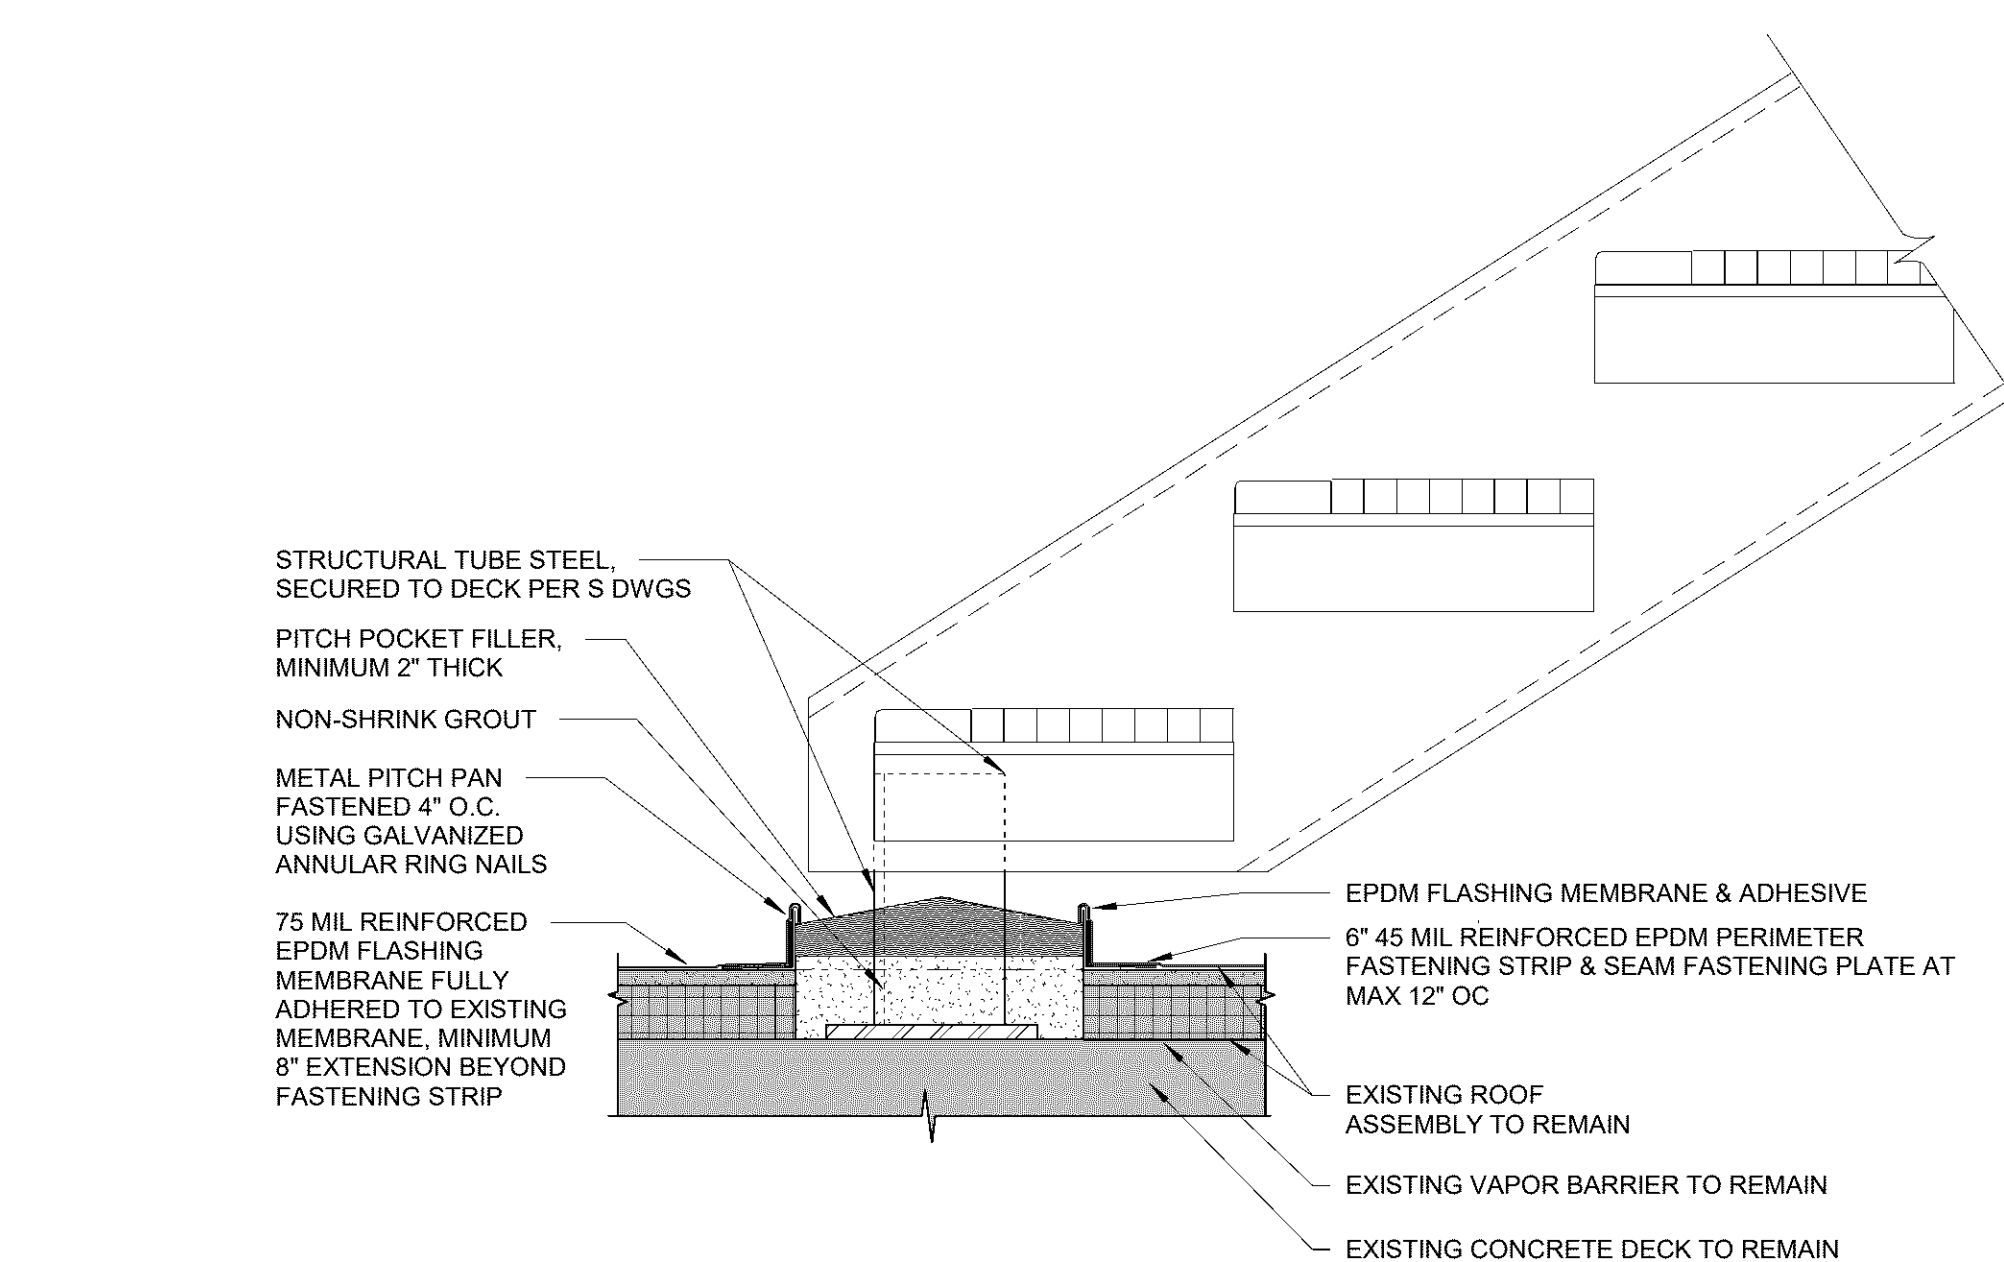 STRUCTURAL TUBE STEEL,
SECURED TO DECK PER S DWGS
PITCH POCKET FILLER,
MINIMUM 2" THICK
NON-SHRINK GROUT
METAL PITCH PAN
FASTENED 4" O.C.
USING GALVANIZED
ANNULAR RING NAILS
75 MIL REINFORCED
EPDM FLASHING
MEMBRANE FULLY
ADHERED TO EXISTING
MEMBRANE, MINIMUM
8" EXTENSION BEYOND
FASTENING STRIP
EPDM FLASHING MEMBRANE & ADHESIVE
6" 45 MIL REINFORCED EPDM PERIMETER
FASTENING STRIP & SEAM FASTENING PLATE AT
MAX 12" OC
EXISTING ROOF
ASSEMBLY TO REMAIN
EXISTING VAPOR BARRIER TO REMAIN
EXISTING CONCRETE DECK TO REMAIN